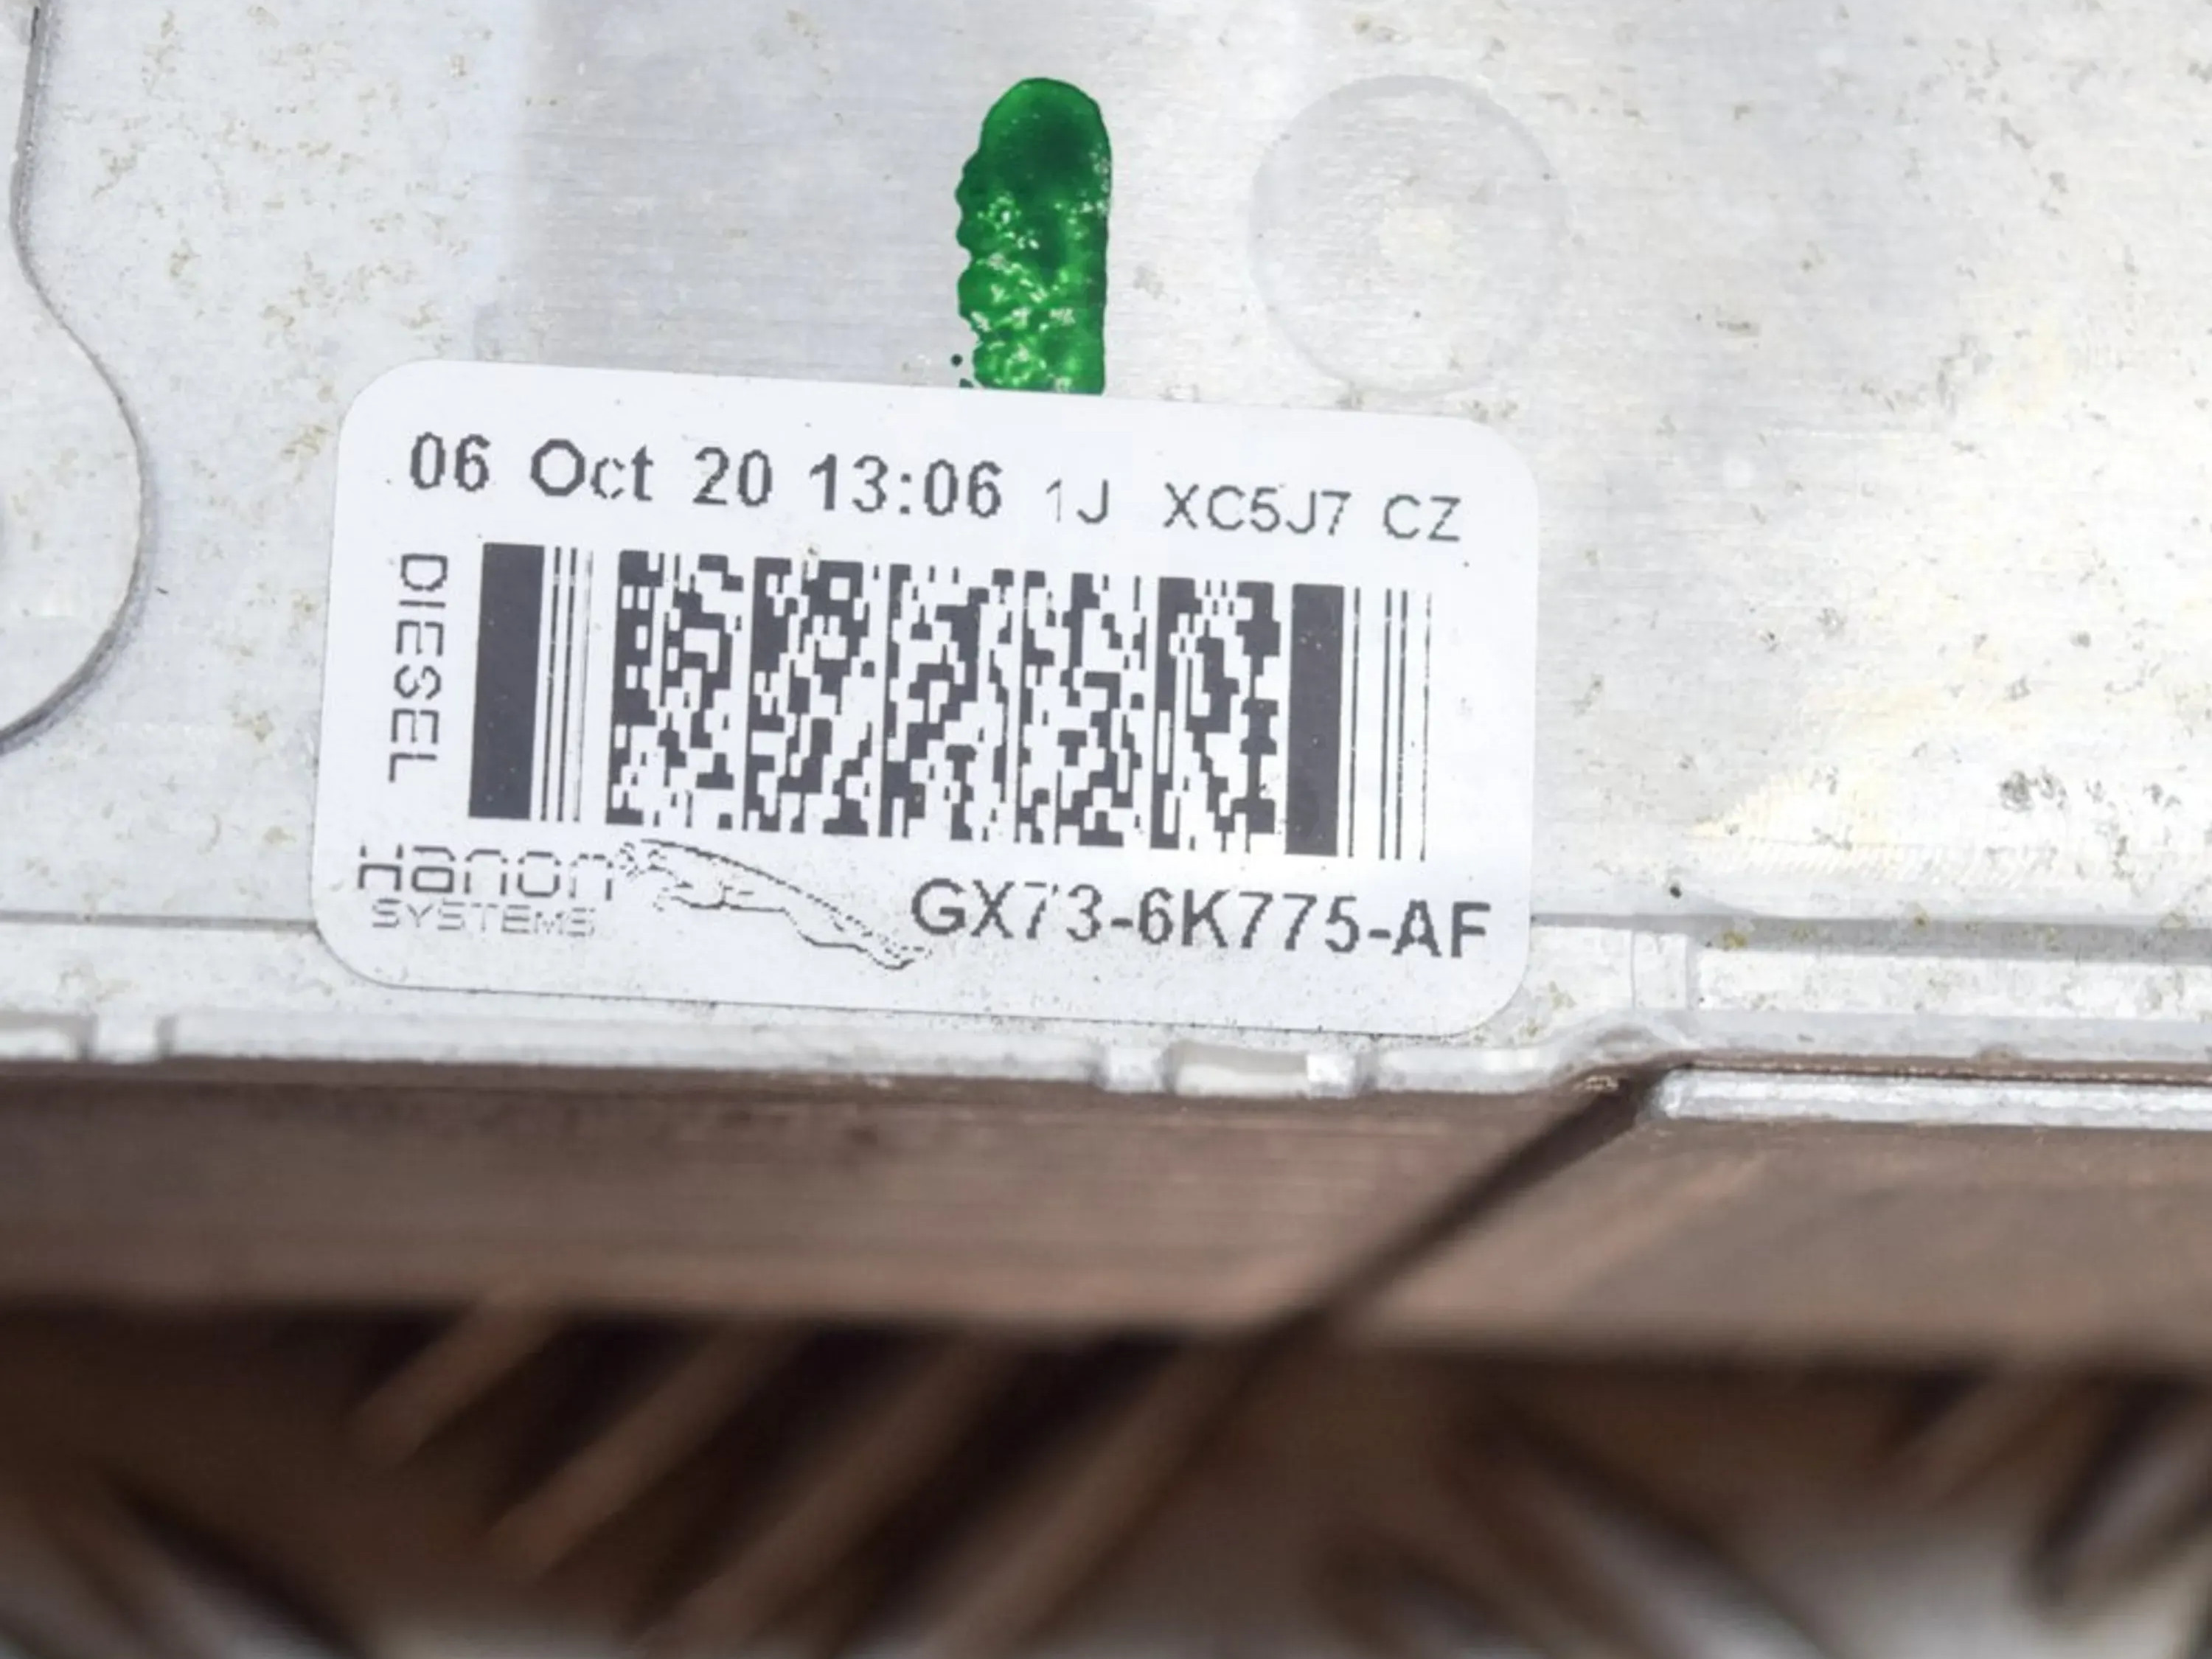 06 Oct 20 13:06 1J XC5J7 CZ
DIESEL
Hanon
SYSTEMS
GX73-6K775-AF